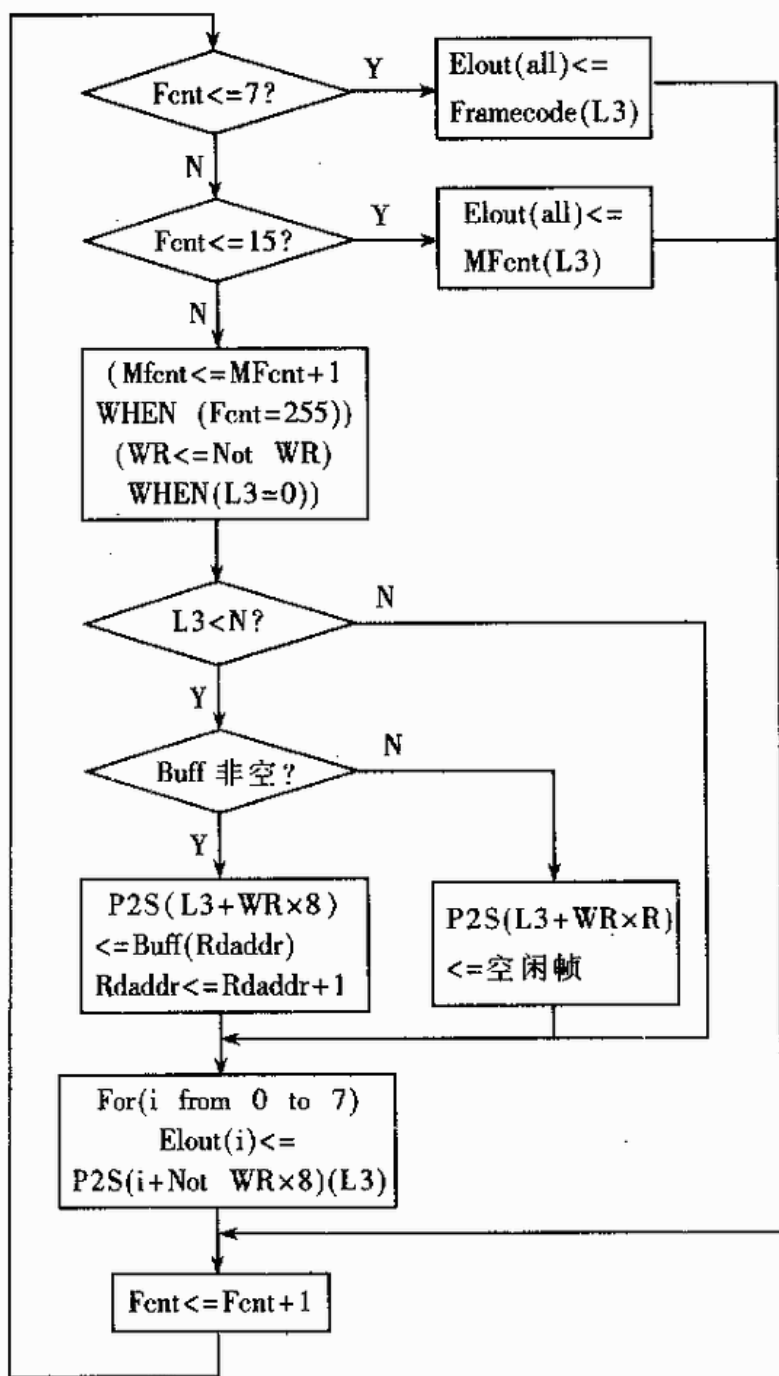 Fcnt<=7?
Y
Elout(all)<=
Framecode(L3)
N
Fcnt<=15?
Y
Elout(all)<=
MFcnt(L3)
N
(Mfcnt<=MFcnt+1
WHEN (Fcnt=255))
(WR<=Not WR)
WHEN(L3=0))
L3<N?
N
Y
Buff 非空?
N
Y
P2S(L3+WR×8)
<=Buff(Rdaddr)
Rdaddr<=Rdaddr+1
P2S(L3+WR×R)
<=空闲帧
For(i from 0 to 7)
Elout(i)<=
P2S(i+Not WR×8)(L3)
Fcnt<=Fcnt+1